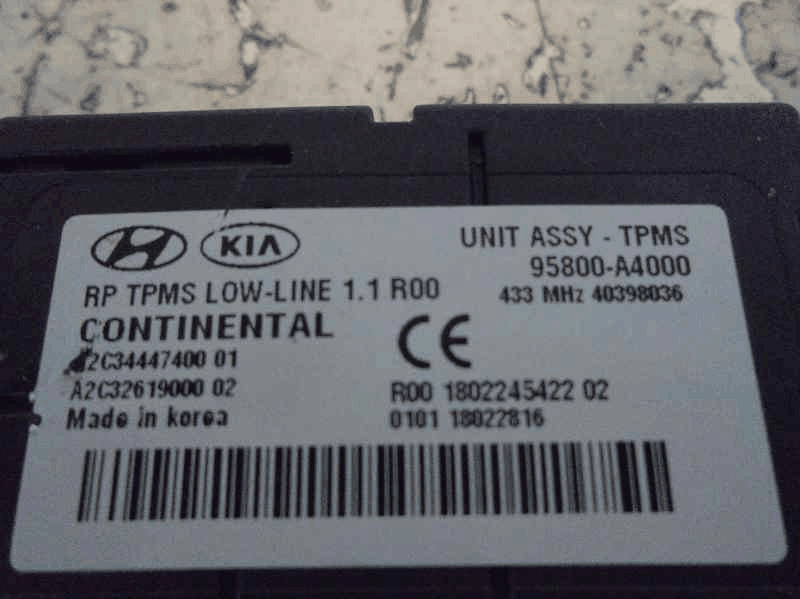 KIA
UNIT ASSY - TPMS
95800-A4000
433 MHz 40398036
RP TPMS LOW-LINE 1.1 R00
CONTINENTAL
CE
A2C34447400 01
A2C32619000 02
R00 1802245422 02
Made in korea
0101 18022816